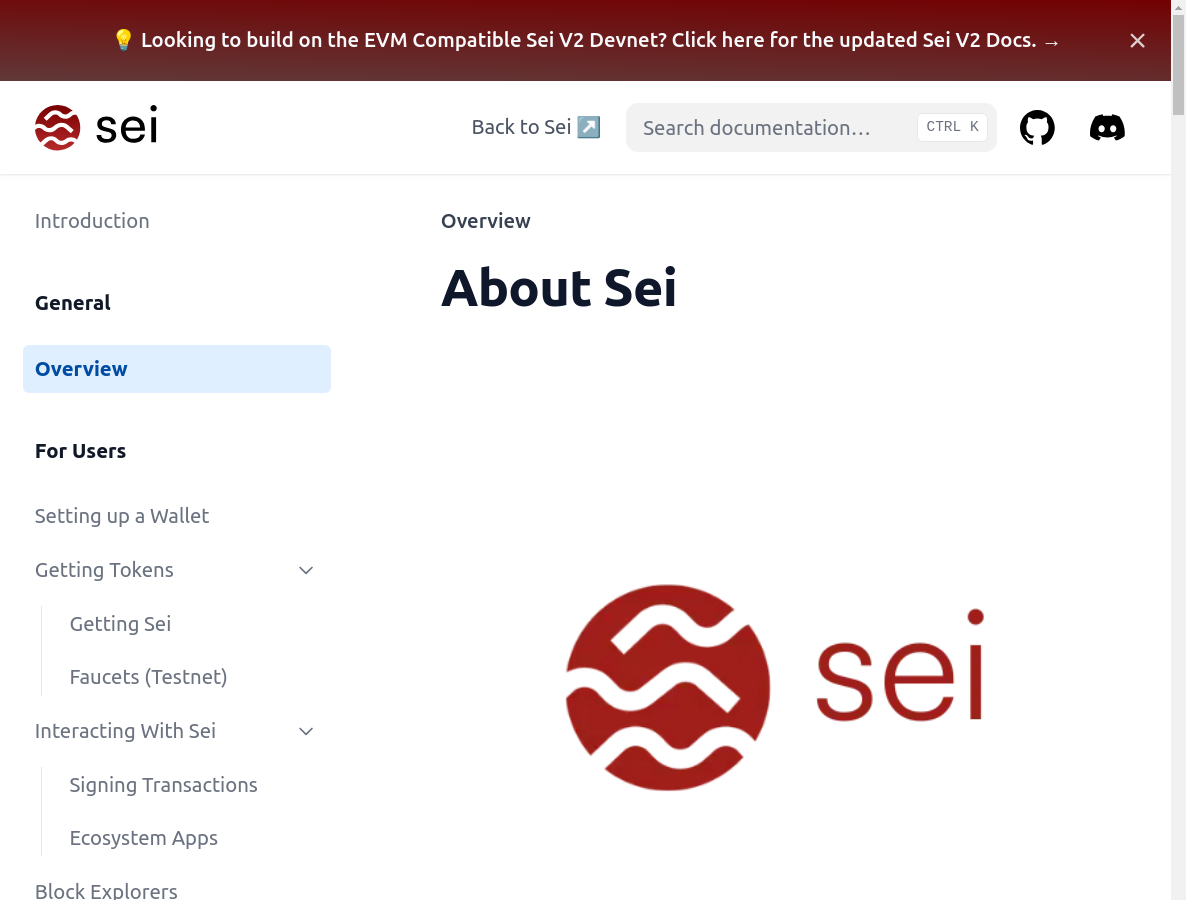 💡 Looking to build on the EVM Compatible Sei V2 Devnet? Click here for the updated Sei V2 Docs. →
sei
Back to Sei ↗️
Search documentation…
CTRL K
Introduction
General
Overview
For Users
Setting up a Wallet
Getting Tokens
Getting Sei
Faucets (Testnet)
Interacting With Sei
Signing Transactions
Ecosystem Apps
Block Explorers
Overview
About Sei
sei